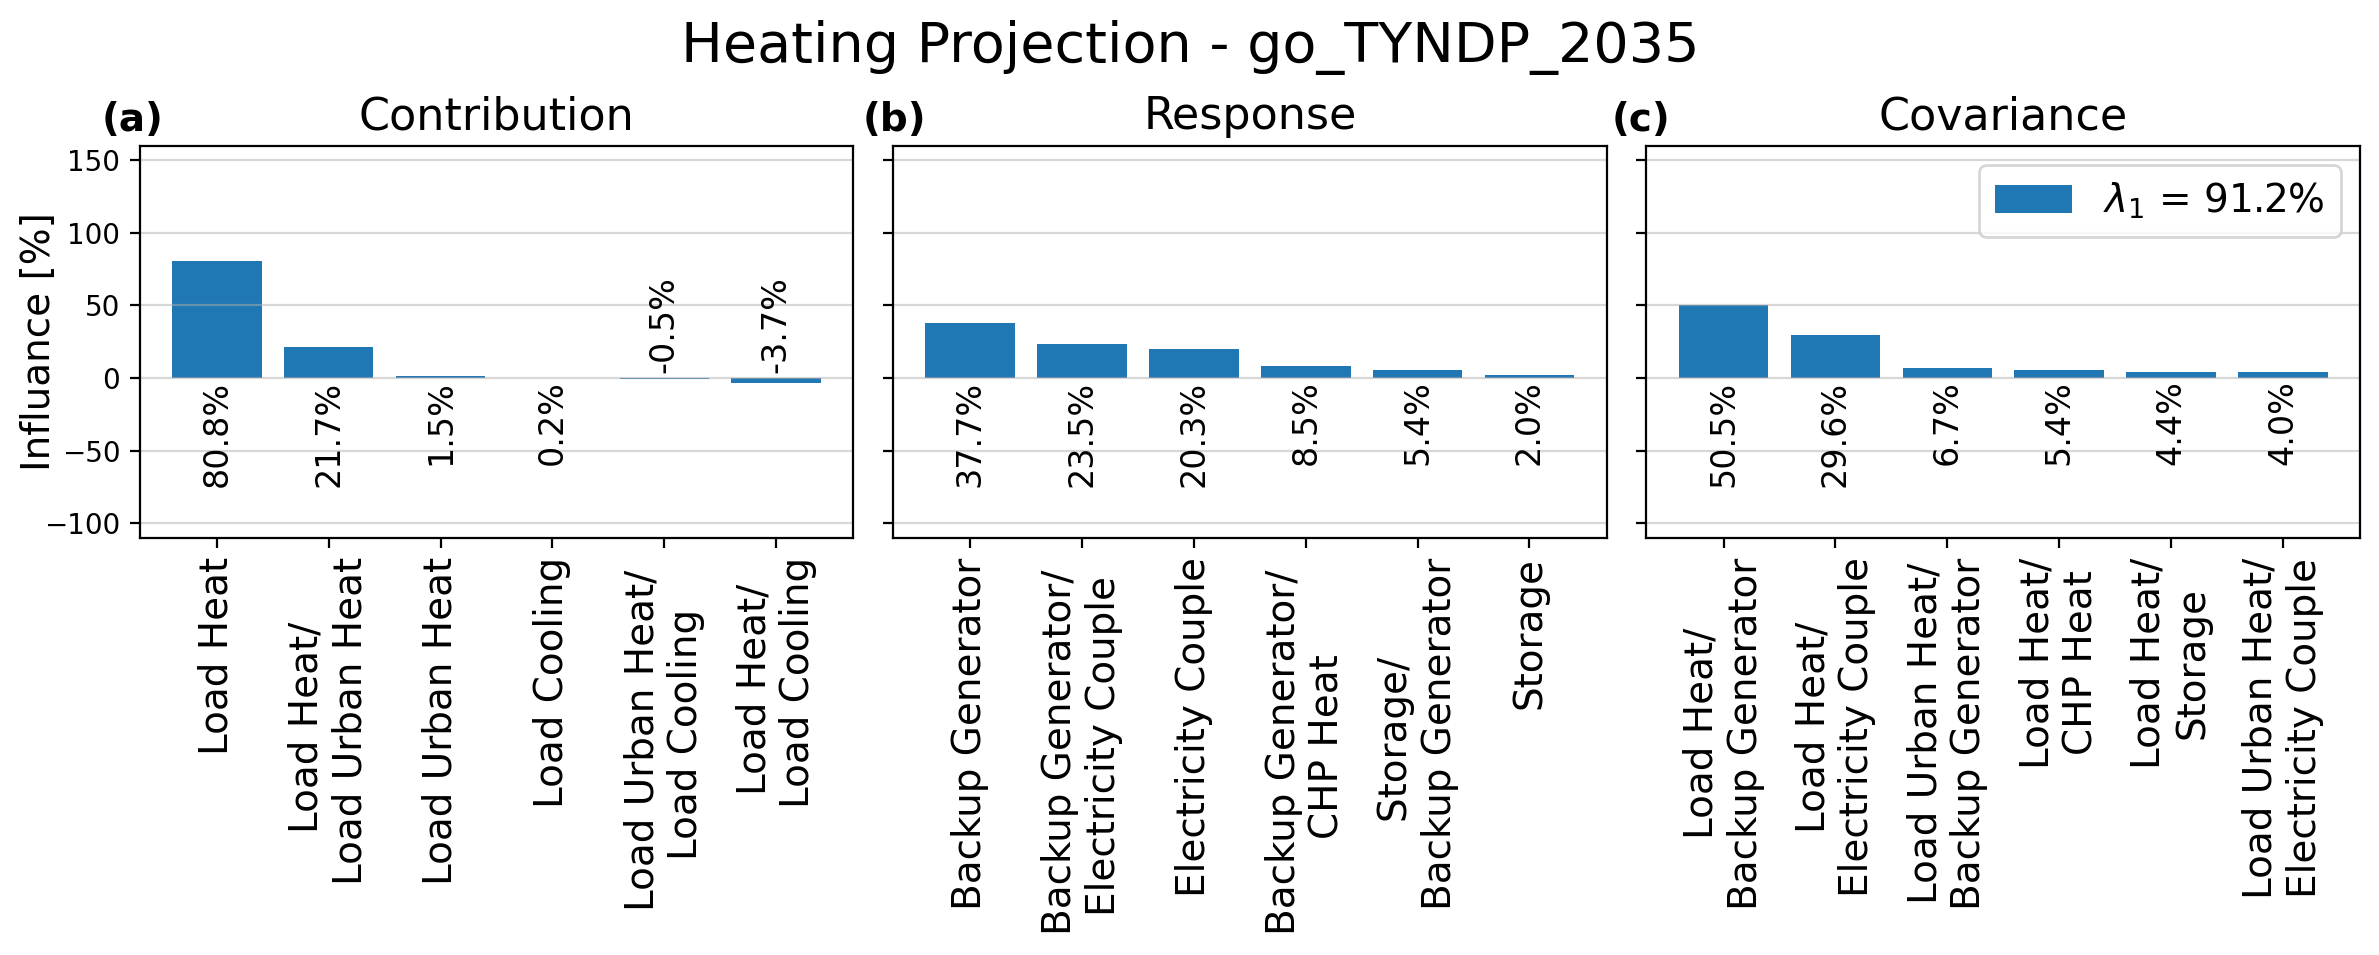 Heating Projection - go_TYNDP_2035
(a)
Contribution
Influance [%]
150
100
50
0
−50
−100
80.8%
21.7%
1.5%
0.2%
-0.5%
-3.7%
Load Heat
Load Heat/
Load Urban Heat
Load Urban Heat
Load Cooling
Load Urban Heat/
Load Cooling
Load Heat/
Load Cooling
(b)
Response
37.7%
23.5%
20.3%
8.5%
5.4%
2.0%
Backup Generator
Backup Generator/
Electricity Couple
Electricity Couple
Backup Generator/
CHP Heat
Storage/
Backup Generator
Storage
(c)
Covariance
λ₁ = 91.2%
50.5%
29.6%
6.7%
5.4%
4.4%
4.0%
Load Heat/
Backup Generator
Load Heat/
Electricity Couple
Load Urban Heat/
Backup Generator
Load Heat/
CHP Heat
Load Heat/
Storage
Load Urban Heat/
Electricity Couple